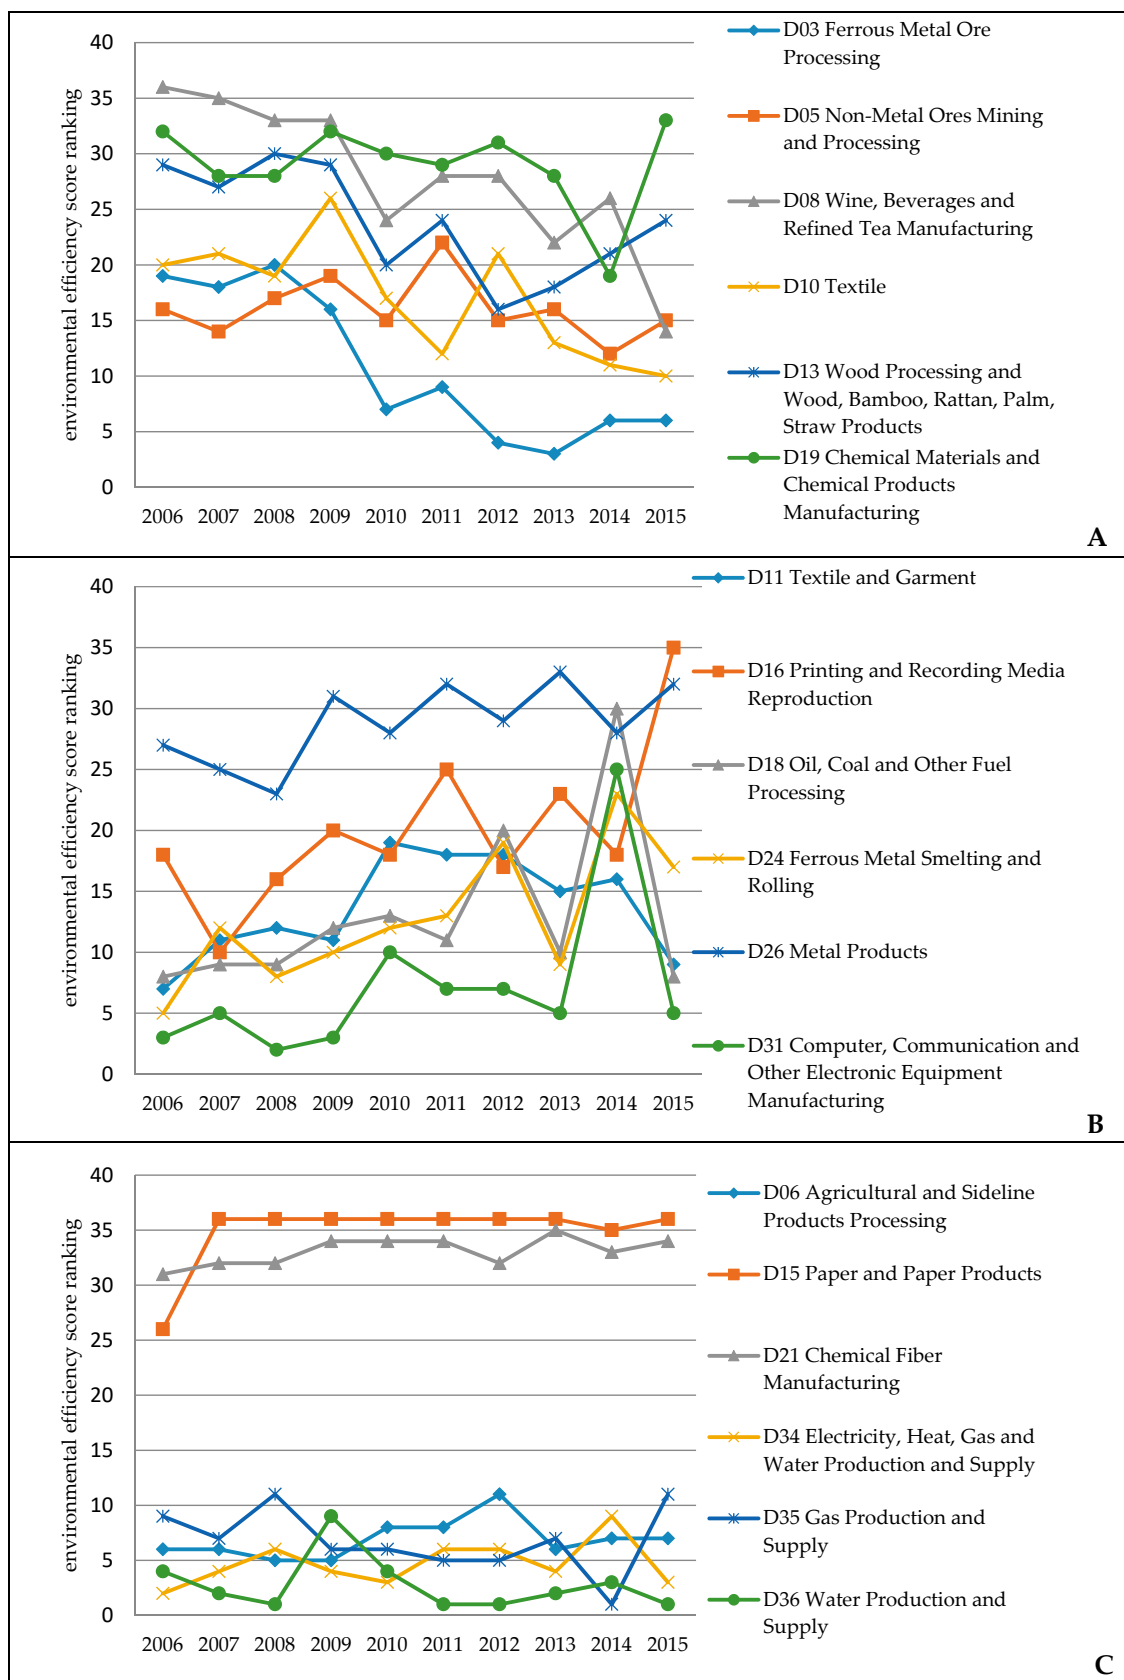 environmental efficiency score ranking
40
35
30
25
20
15
10
5
0
2006 2007 2008 2009 2010 2011 2012 2013 2014 2015
D03 Ferrous Metal Ore
Processing
D05 Non-Metal Ores Mining
and Processing
D08 Wine, Beverages and
Refined Tea Manufacturing
D10 Textile
D13 Wood Processing and
Wood, Bamboo, Rattan, Palm,
Straw Products
D19 Chemical Materials and
Chemical Products
Manufacturing
A
environmental efficiency score ranking
40
35
30
25
20
15
10
5
0
2006 2007 2008 2009 2010 2011 2012 2013 2014 2015
D11 Textile and Garment
D16 Printing and Recording Media
Reproduction
D18 Oil, Coal and Other Fuel
Processing
D24 Ferrous Metal Smelting and
Rolling
D26 Metal Products
D31 Computer, Communication and
Other Electronic Equipment
Manufacturing
B
environmental efficiency score ranking
40
35
30
25
20
15
10
5
0
2006 2007 2008 2009 2010 2011 2012 2013 2014 2015
D06 Agricultural and Sideline
Products Processing
D15 Paper and Paper Products
D21 Chemical Fiber
Manufacturing
D34 Electricity, Heat, Gas and
Water Production and Supply
D35 Gas Production and
Supply
D36 Water Production and
Supply
C